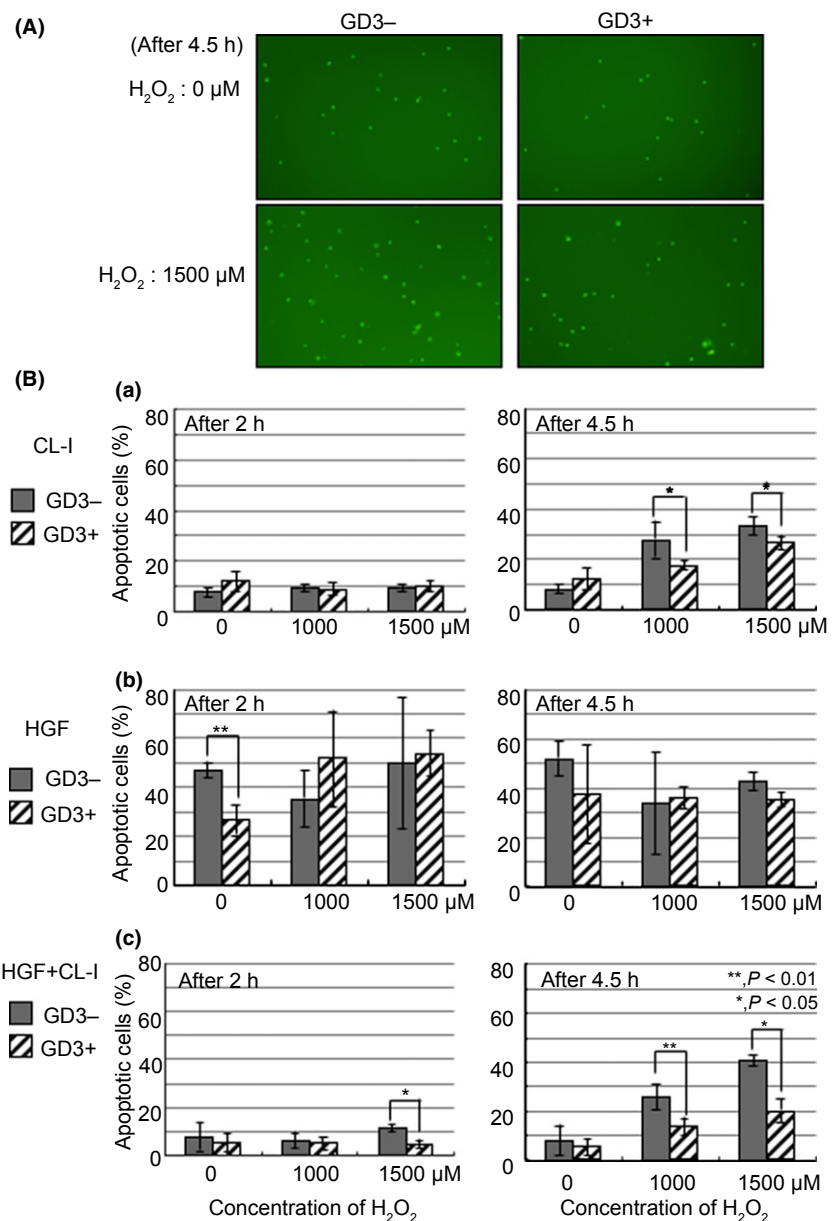 (A)
GD3– GD3+
(After 4.5 h)
H₂O₂ : 0 µM
H₂O₂ : 1500 µM
(B)
(a)
CL-I
GD3–
GD3+
Apoptotic cells (%)
80
60
40
20
0
After 2 h
0 1000 1500 µM
80
60
40
20
0
After 4.5 h
*
*
0 1000 1500 µM
(b)
HGF
GD3–
GD3+
Apoptotic cells (%)
80
60
40
20
0
After 2 h
**
0 1000 1500 µM
80
60
40
20
0
After 4.5 h
0 1000 1500 µM
(c)
HGF+CL-I
GD3–
GD3+
Apoptotic cells (%)
80
60
40
20
0
After 2 h
*
0 1000 1500 µM
Concentration of H₂O₂
80
60
40
20
0
After 4.5 h
**,P < 0.01
*,P < 0.05
**
*
0 1000 1500 µM
Concentration of H₂O₂